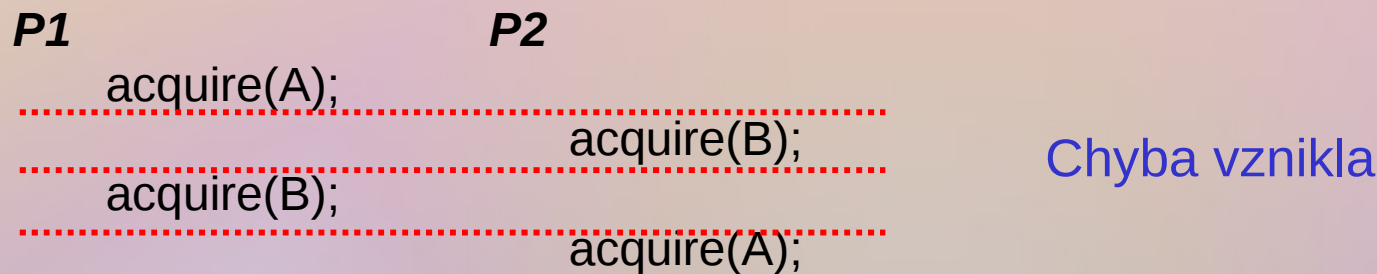 P1 P2
acquire(A);
acquire(B);
Chyba vznikla
acquire(B);
acquire(A);